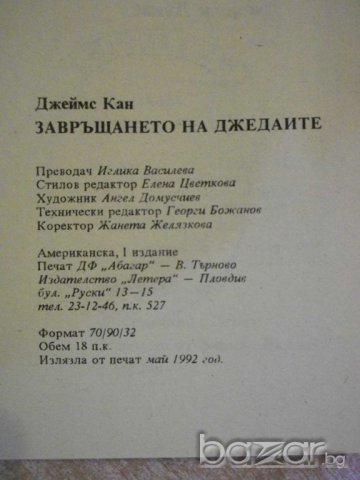 Джеймс Кан
ЗАВРЪЩАНЕТО НА ДЖЕДАИТЕ
Преводач Иглика Василева
Стилов редактор Елена Цветкова
Художник Ангел Домусчиев
Технически редактор Георги Божанов
Коректор Жанета Желязкова
Американска, I издание
Печат ДФ „Абагар“ — В. Търново
Издателство „Летера“ — Пловдив
бул. „Руски“ 13—15
тел. 23-12-46, п.к. 527
Формат 70/90/32
Обем 18 п.к.
Излязла от печат май 1992 год.
bazar.bg